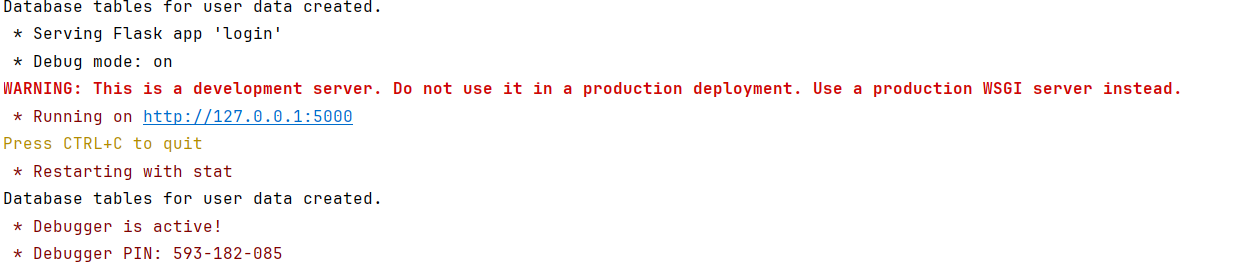 Database tables for user data created.
* Serving Flask app 'login'
* Debug mode: on
WARNING: This is a development server. Do not use it in a production deployment. Use a production WSGI server instead.
* Running on http://127.0.0.1:5000
Press CTRL+C to quit
* Restarting with stat
Database tables for user data created.
* Debugger is active!
* Debugger PIN: 593-182-085